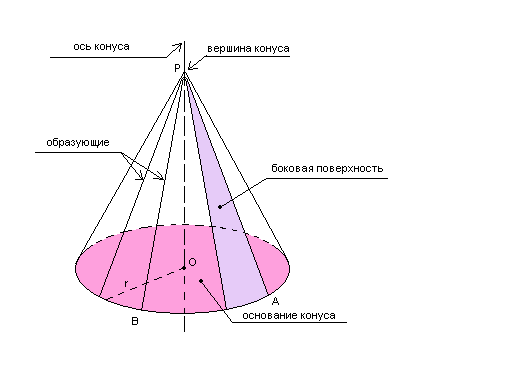 ось конуса
вершина конуса
P
образующие
боковая поверхность
O
r
A
B
основание конуса